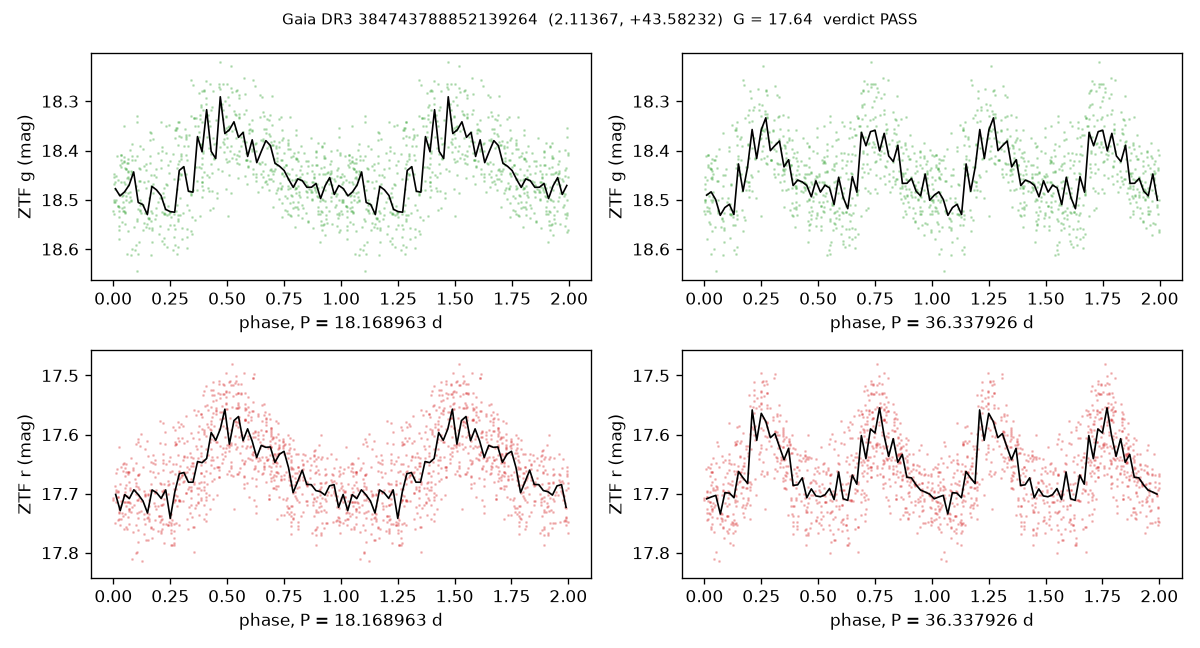 Gaia DR3 384743788852139264  (2.11367, +43.58232)  G = 17.64  verdict PASS
ZTF g (mag)
18.3
18.4
18.5
18.6
0.00 0.25 0.50 0.75 1.00 1.25 1.50 1.75 2.00
phase, P = 18.168963 d
ZTF g (mag)
18.3
18.4
18.5
18.6
0.00 0.25 0.50 0.75 1.00 1.25 1.50 1.75 2.00
phase, P = 36.337926 d
ZTF r (mag)
17.5
17.6
17.7
17.8
0.00 0.25 0.50 0.75 1.00 1.25 1.50 1.75 2.00
phase, P = 18.168963 d
ZTF r (mag)
17.5
17.6
17.7
17.8
0.00 0.25 0.50 0.75 1.00 1.25 1.50 1.75 2.00
phase, P = 36.337926 d